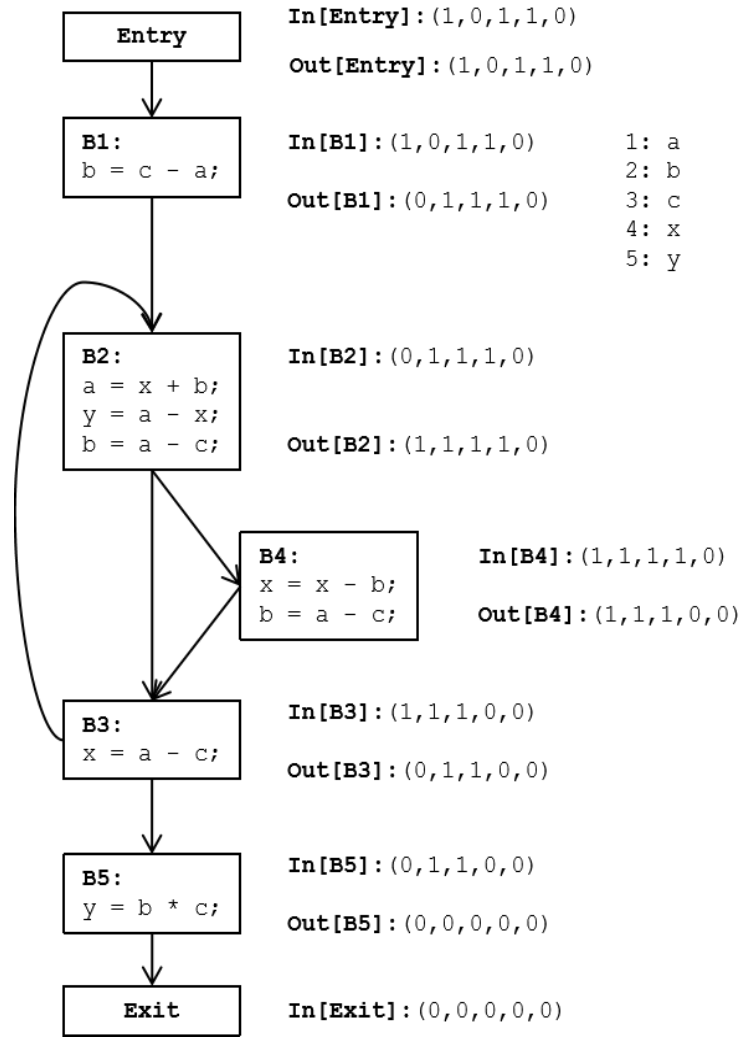 Entry
In[Entry]:(1,0,1,1,0)
Out[Entry]:(1,0,1,1,0)
B1:
b = c - a;
In[B1]:(1,0,1,1,0)
Out[B1]:(0,1,1,1,0)
1: a
2: b
3: c
4: x
5: y
B2:
a = x + b;
y = a - x;
b = a - c;
In[B2]:(0,1,1,1,0)
Out[B2]:(1,1,1,1,0)
B4:
x = x - b;
b = a - c;
In[B4]:(1,1,1,1,0)
Out[B4]:(1,1,1,0,0)
B3:
x = a - c;
In[B3]:(1,1,1,0,0)
Out[B3]:(0,1,1,0,0)
B5:
y = b * c;
In[B5]:(0,1,1,0,0)
Out[B5]:(0,0,0,0,0)
Exit
In[Exit]:(0,0,0,0,0)